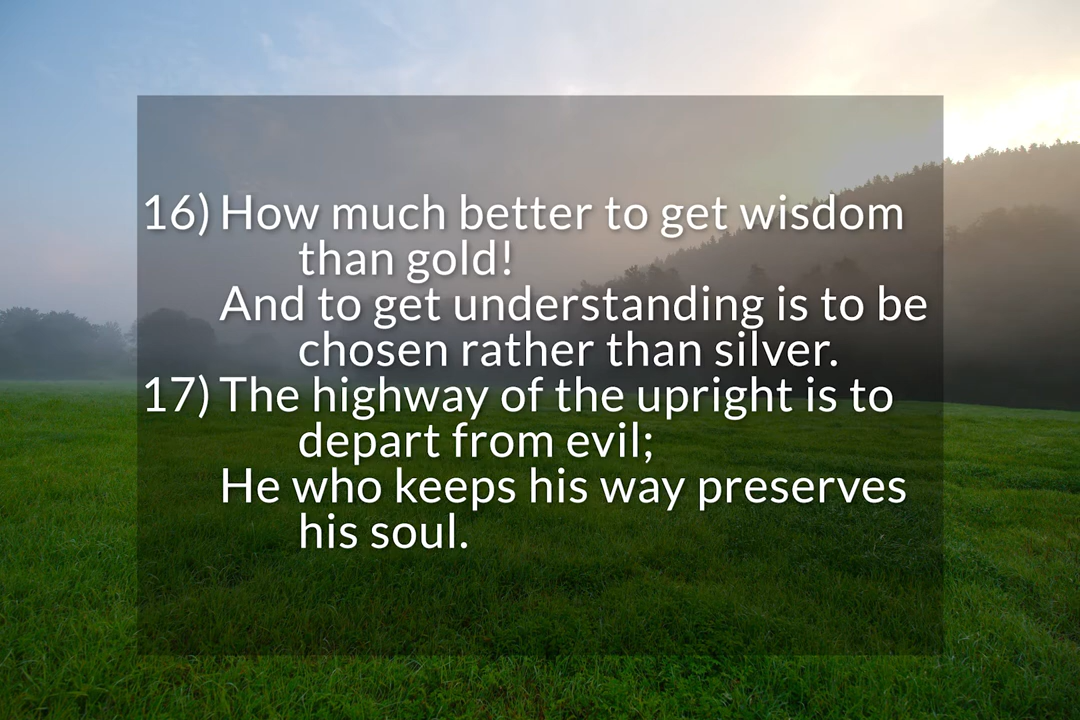 16) How much better to get wisdom
than gold!
And to get understanding is to be
chosen rather than silver.
17) The highway of the upright is to
depart from evil;
He who keeps his way preserves
his soul.